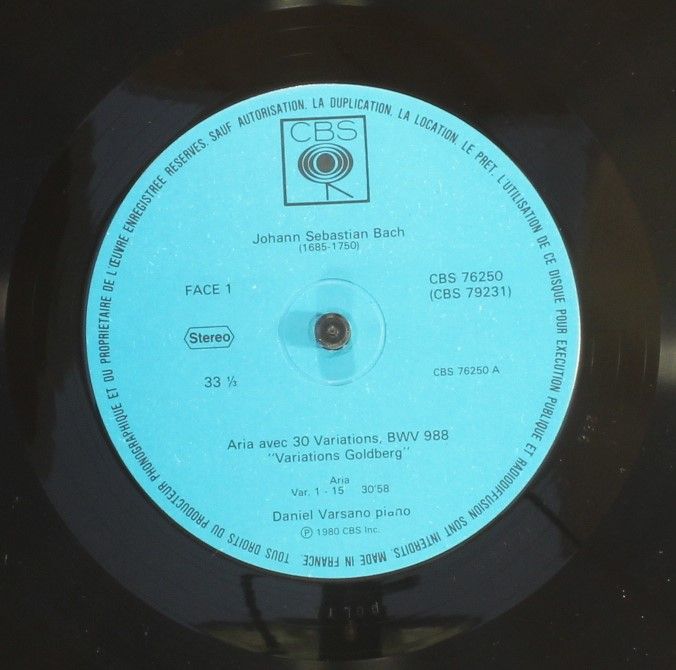 TOUS DROITS DU PRODUCTEUR PHONOGRAPHIQUE ET DU PROPRIETAIRE DE L'ŒUVRE ENREGISTREE RESERVES. SAUF AUTORISATION. LA DUPLICATION. LA LOCATION. LE PRET. L'UTILISATION DE CE DISQUE POUR EXECUTION PUBLIQUE ET RADIODIFFUSION SONT INTERDITS. MADE IN FRANCE.
CBS
Johann Sebastian Bach
(1685-1750)
FACE 1
CBS 76250
(CBS 79231)
Stereo
33 ⅓
CBS 76250 A
Aria avec 30 Variations, BWV 988
"Variations Goldberg"
Aria
Var. 1 - 15 30'58
Daniel Varsano piano
℗ 1980 CBS Inc.